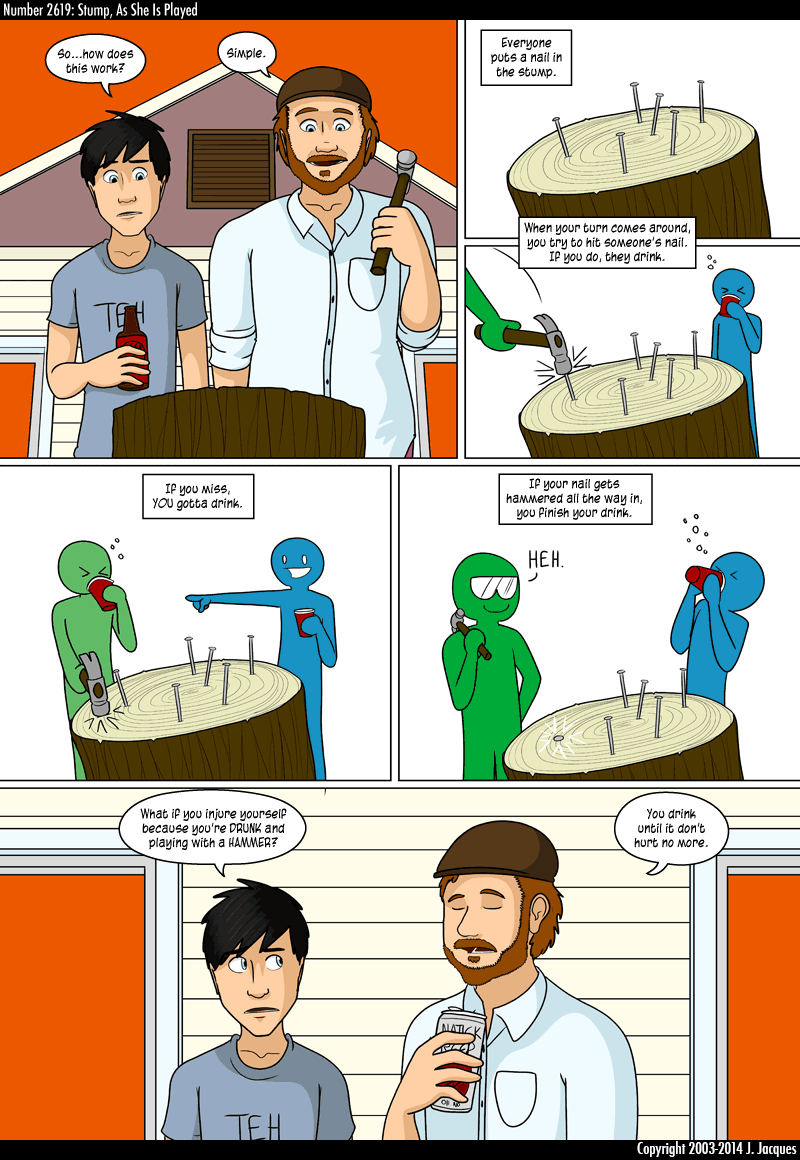 Number 2619: Stump, As She Is Played
So...how does
this work?
Simple.
TEH
Everyone
puts a nail in
the stump.
When your turn comes around,
you try to hit someone's nail.
If you do, they drink.
If you miss,
YOU gotta drink.
If your nail gets
hammered all the way in,
you finish your drink.
HEH.
What if you injure yourself
because you're DRUNK and
playing with a HAMMER?
You drink
until it don't
hurt no more.
TEH
NATICK
Copyright 2003-2014 J. Jacques